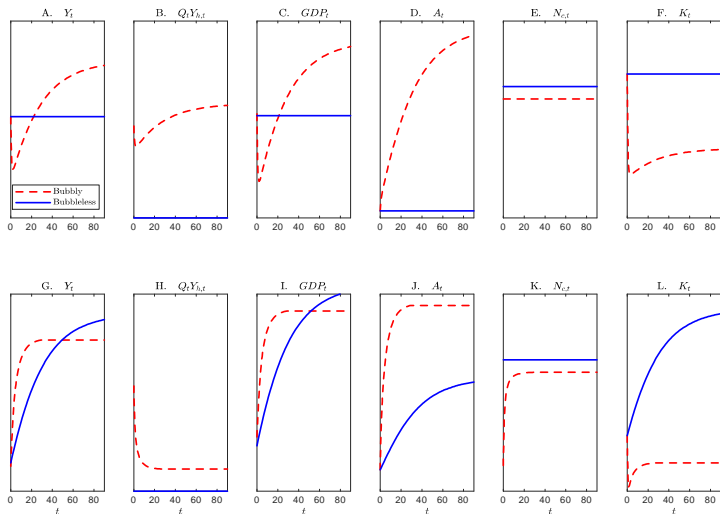 A. Y_t
B. Q_tY_{h,t}
C. GDP_t
D. A_t
E. N_{c,t}
F. K_t
Bubbly
Bubbleless
0 20 40 60 80
0 20 40 60 80
0 20 40 60 80
0 20 40 60 80
0 20 40 60 80
0 20 40 60 80
G. Y_t
H. Q_tY_{h,t}
I. GDP_t
J. A_t
K. N_{c,t}
L. K_t
0 20 40 60 80
0 20 40 60 80
0 20 40 60 80
0 20 40 60 80
0 20 40 60 80
0 20 40 60 80
t
t
t
t
t
t